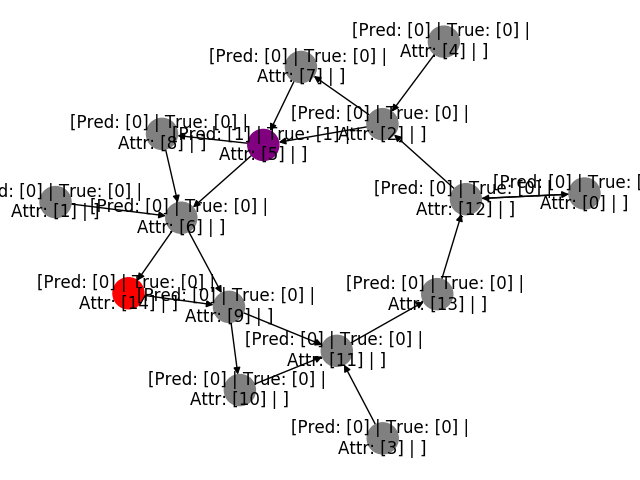 [Pred: [0] | True: [0] |
Attr: [4] | ]
[Pred: [0] | True: [0] |
Attr: [7] | ]
[Pred: [0] | True: [0] |
Attr: [2] | ]
[Pred: [0] | True: [0] |
Attr: [8] | ]
[Pred: [1] | True: [1] |
Attr: [5] | ]
d: [0] | True: [0] |
Attr: [1] | ]
[Pred: [0] | True: [0] |
Attr: [6] | ]
[Pred: [0] | True: [0] |
Attr: [12] | ]
[Pred: [0] | True: [
Attr: [0] | ]
[Pred: [0] | True: [0] |
Attr: [14] | ]
[Pred: [0] | True: [0] |
Attr: [9] | ]
[Pred: [0] | True: [0] |
Attr: [13] | ]
[Pred: [0] | True: [0] |
Attr: [11] | ]
[Pred: [0] | True: [0] |
Attr: [10] | ]
[Pred: [0] | True: [0] |
Attr: [3] | ]